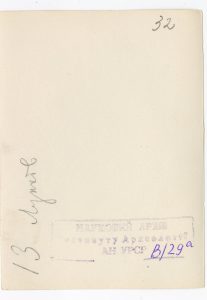 32
13
НАУКОВИЙ АРХІВ
Інституту Археології
АН УРСР В/29а